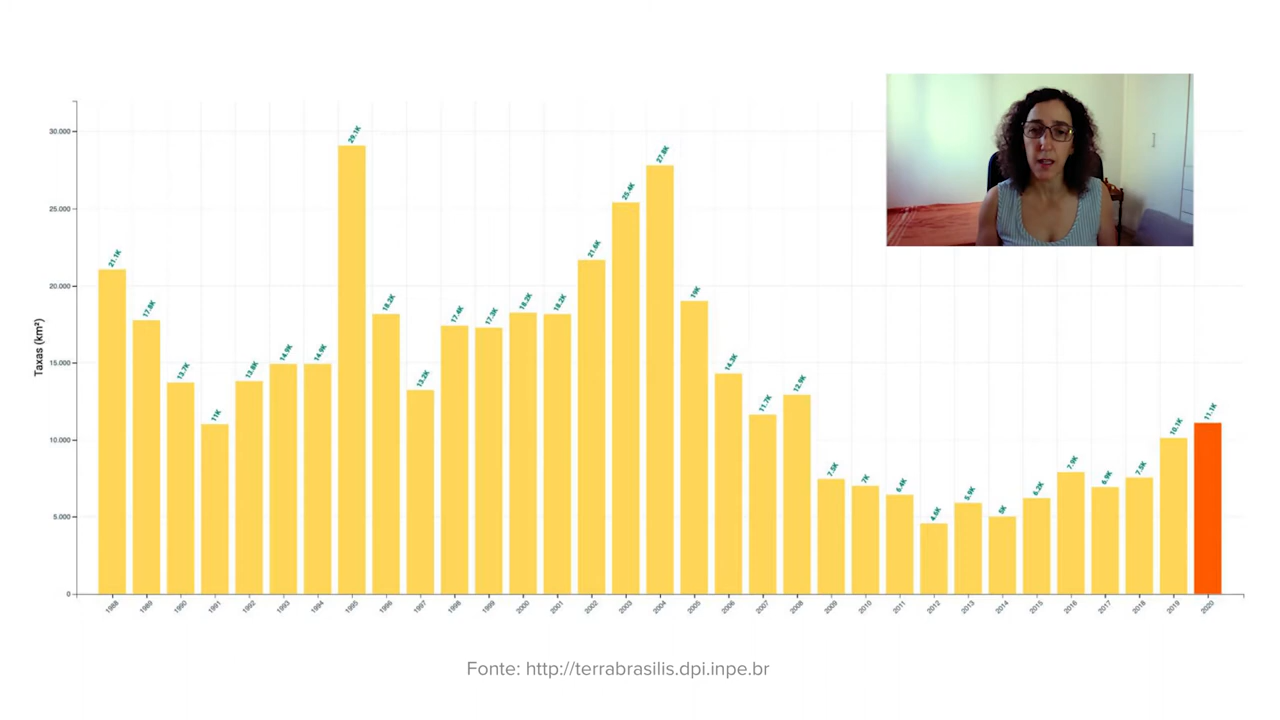 30.000
25.000
20.000
15.000
10.000
5.000
0
Taxas (km²)
21.1K
17.8K
13.7K
11K
13.8K
14.9K
14.9K
29.1K
18.2K
13.2K
17.4K
17.3K
18.2K
18.2K
21.6K
25.4K
27.8K
19K
14.3K
11.7K
12.9K
7.5K
7K
6.4K
4.6K
5.9K
5K
6.2K
7.9K
6.9K
7.5K
10.1K
11.1K
1988
1989
1990
1991
1992
1993
1994
1995
1996
1997
1998
1999
2000
2001
2002
2003
2004
2005
2006
2007
2008
2009
2010
2011
2012
2013
2014
2015
2016
2017
2018
2019
2020
Fonte: http://terrabrasilis.dpi.inpe.br